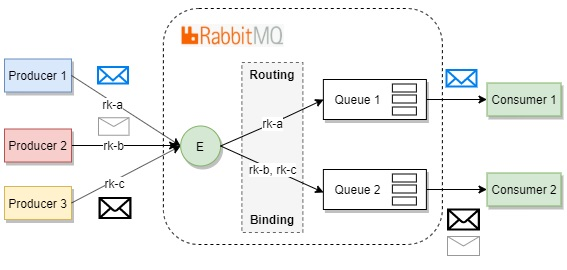 RabbitMQ
Producer 1
rk-a
Producer 2
rk-b
Producer 3
rk-c
E
Routing
rk-a
rk-b, rk-c
Binding
Queue 1
Queue 2
Consumer 1
Consumer 2